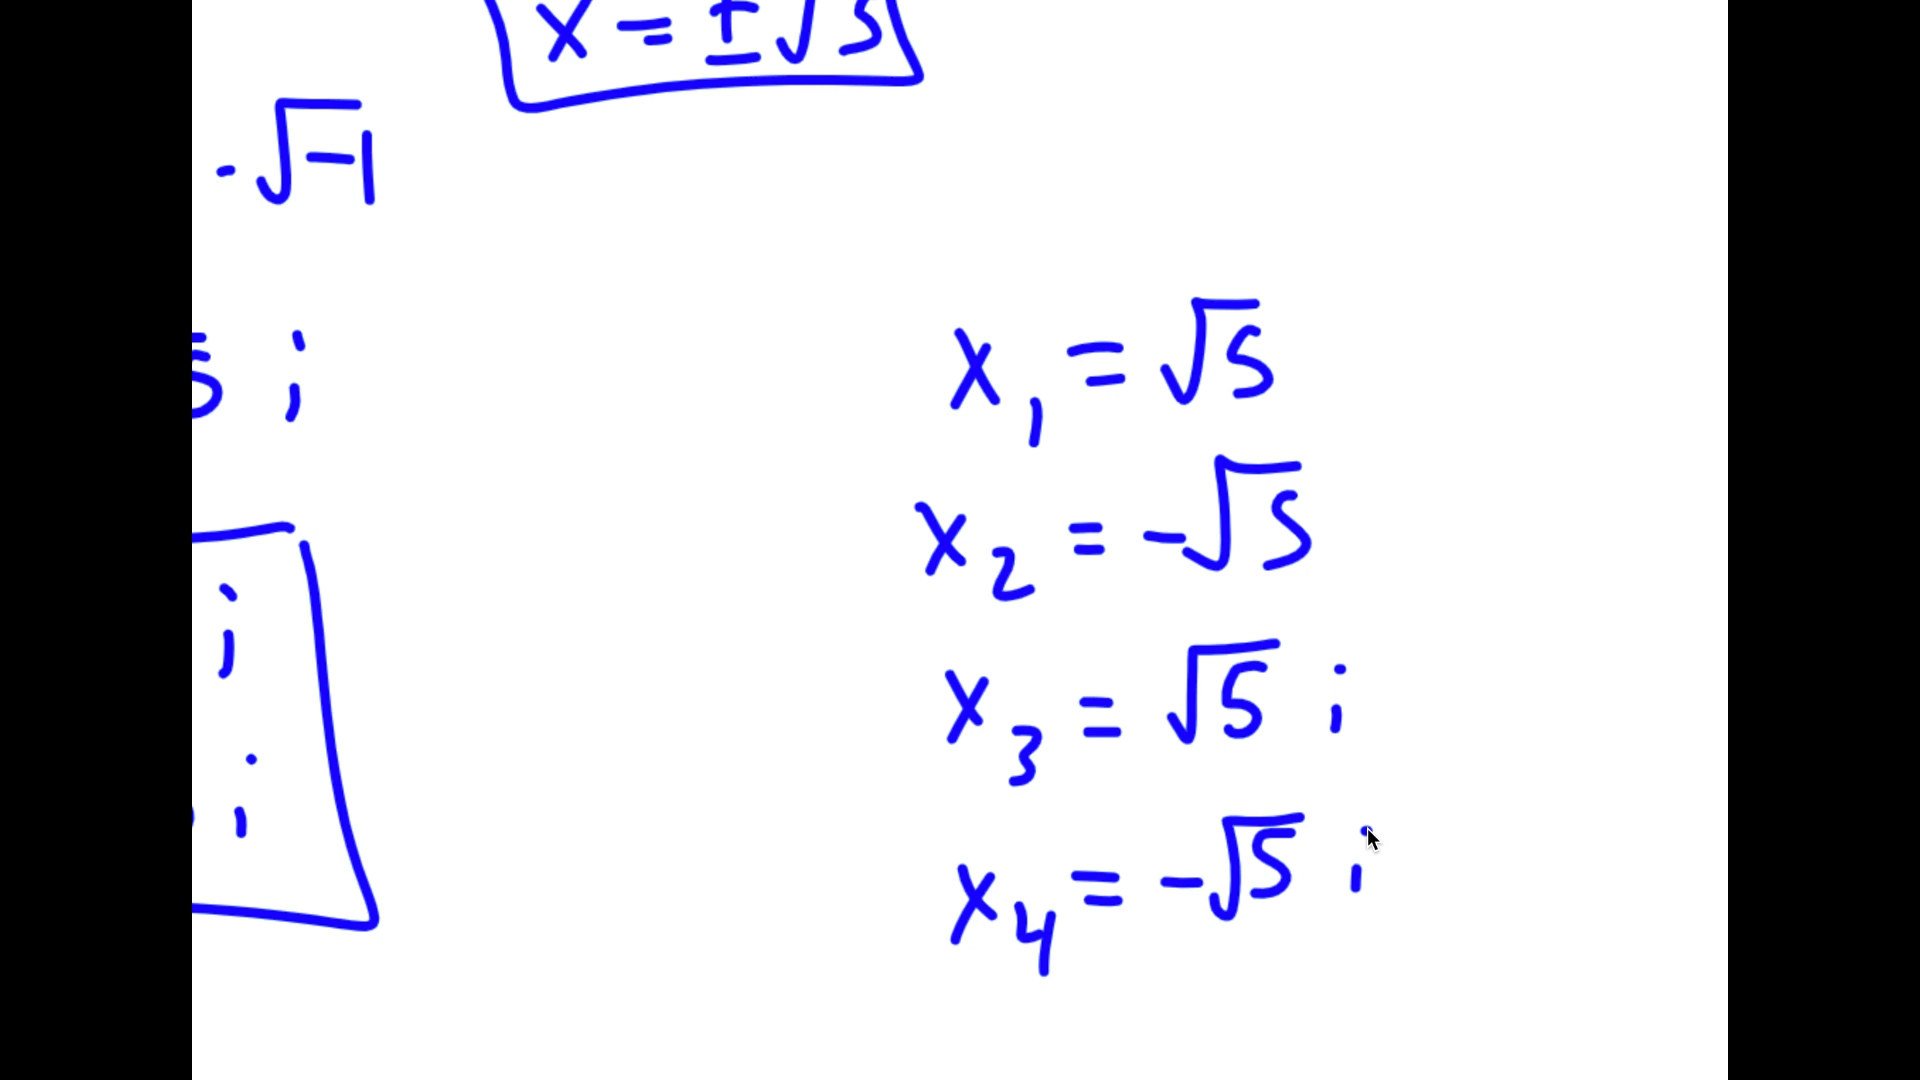 x = ±√5
·√-1
5 i
i
i
x₁ = √5
x₂ = -√5
x₃ = √5 i
x₄ = -√5 i